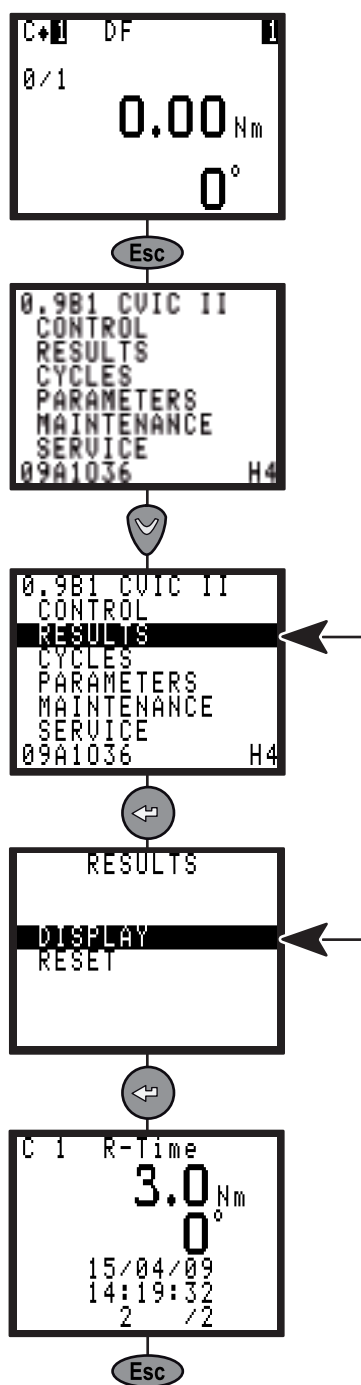 C♦1 DF 1
0/1
0.00 Nm
0°
Esc
0.9B1 CVIC II
CONTROL
RESULTS
CYCLES
PARAMETERS
MAINTENANCE
SERVICE
09A1036 H4
0.9B1 CVIC II
CONTROL
RESULTS
CYCLES
PARAMETERS
MAINTENANCE
SERVICE
09A1036 H4
RESULTS
DISPLAY
RESET
C 1 R-Time
3.0 Nm
0°
15/04/09
14:19:32
2 /2
Esc